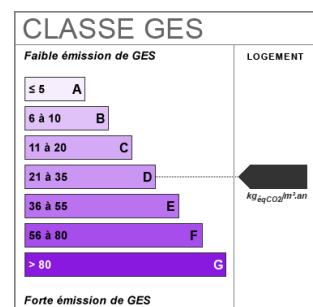 CLASSE GES
Faible émission de GES
LOGEMENT
≤ 5 A
6 à 10 B
11 à 20 C
21 à 35 D
36 à 55 E
56 à 80 F
> 80 G
kgéqCO2/m².an
Forte émission de GES